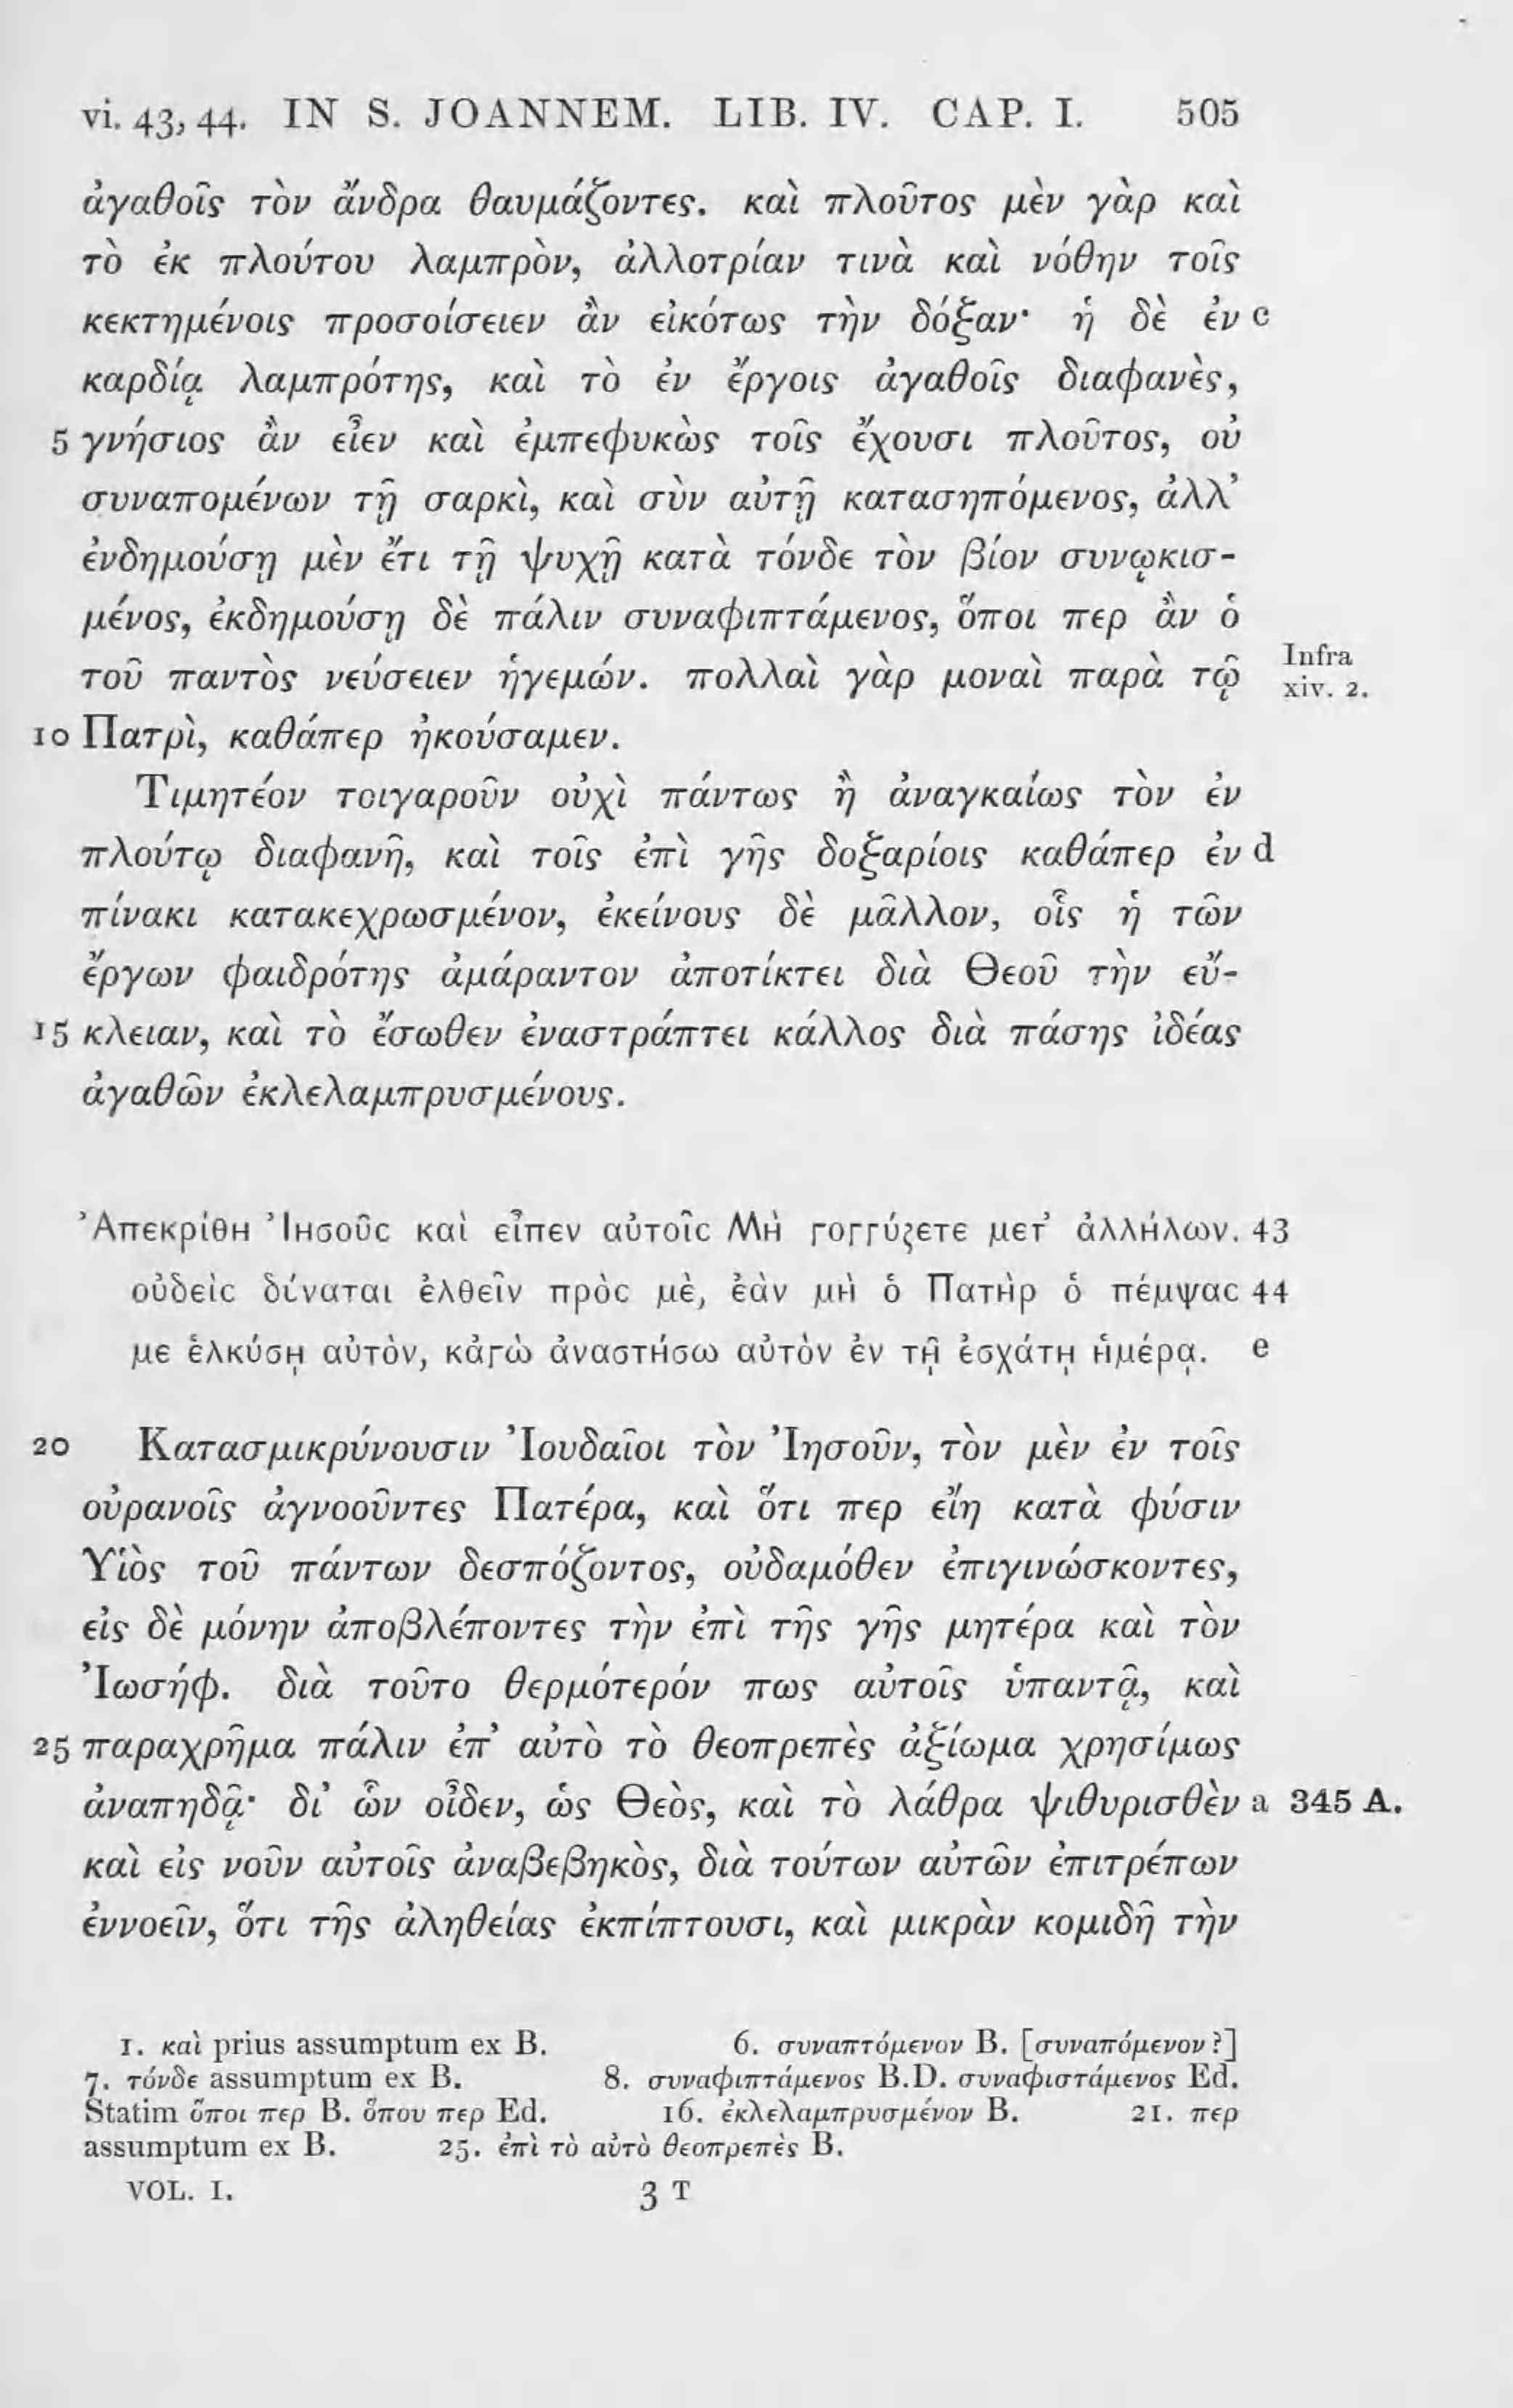 vi. 43, 44. IN S. JOANNEM. LIB. IV. CAP. I. 505
ἀγαθοῖς τὸν ἄνδρα θαυμάζοντες. καὶ πλοῦτος μὲν γὰρ καὶ
τὸ ἐκ πλούτου λαμπρὸν, ἀλλοτρίαν τινὰ καὶ νόθην τοῖς
κεκτημένοις προσοίσειεν ἂν εἰκότως τὴν δόξαν· ἡ δὲ ἐν c
καρδίᾳ λαμπρότης, καὶ τὸ ἐν ἔργοις ἀγαθοῖς διαφανὲς,
5 γνήσιος ἂν εἶεν καὶ ἐμπεφυκὼς τοῖς ἔχουσι πλοῦτος, οὐ
συναπομένων τῇ σαρκὶ, καὶ σὺν αὐτῇ κατασηπόμενος, ἀλλ’
ἐνδημούσῃ μὲν ἔτι τῇ ψυχῇ κατὰ τόνδε τὸν βίον συνῳκισ-
μένος, ἐκδημούσῃ δὲ πάλιν συναφιπτάμενος, ὅποι περ ἂν ὁ
τοῦ παντὸς νεύσειεν ἡγεμών. πολλαὶ γὰρ μοναὶ παρὰ τῷ Infra xiv. 2.
10 Πατρὶ, καθάπερ ἠκούσαμεν.
Τιμητέον τοιγαροῦν οὐχὶ πάντως ἢ ἀναγκαίως τὸν ἐν
πλούτῳ διαφανῆ, καὶ τοῖς ἐπὶ γῆς δοξαρίοις καθάπερ ἐν d
πίνακι κατακεχρωσμένον, ἐκείνους δὲ μᾶλλον, οἷς ἡ τῶν
ἔργων φαιδρότης ἀμάραντον ἀποτίκτει διὰ Θεοῦ τὴν εὔ-
15 κλειαν, καὶ τὸ ἔσωθεν ἐναστράπτει κάλλος διὰ πάσης ἰδέας
ἀγαθῶν ἐκλελαμπρυσμένους.
Ἀπεκρίθη Ἰησοῦς καὶ εἶπεν αὐτοῖς Μὴ γογγύζετε μετ’ ἀλλήλων. 43
οὐδεὶς δύναται ἐλθεῖν πρὸς μὲ, ἐὰν μὴ ὁ Πατὴρ ὁ πέμψας 44
με ἑλκύσῃ αὐτὸν, κἀγὼ ἀναστήσω αὐτὸν ἐν τῇ ἐσχάτῃ ἡμέρᾳ. e
20 Κατασμικρύνουσιν Ἰουδαῖοι τὸν Ἰησοῦν, τὸν μὲν ἐν τοῖς
οὐρανοῖς ἀγνοοῦντες Πατέρα, καὶ ὅτι περ εἴη κατὰ φύσιν
Υἱὸς τοῦ πάντων δεσπόζοντος, οὐδαμόθεν ἐπιγινώσκοντες,
εἰς δὲ μόνην ἀποβλέποντες τὴν ἐπὶ τῆς γῆς μητέρα καὶ τὸν
Ἰωσήφ. διὰ τοῦτο θερμότερόν πως αὐτοῖς ὑπαντᾷ, καὶ
25 παραχρῆμα πάλιν ἐπ’ αὐτὸ τὸ θεοπρεπὲς ἀξίωμα χρησίμως
ἀναπηδᾷ· δι’ ὧν οἶδεν, ὡς Θεὸς, καὶ τὸ λάθρα ψιθυρισθὲν a 345 A.
καὶ εἰς νοῦν αὐτοῖς ἀναβεβηκὸς, διὰ τούτων αὐτῶν ἐπιτρέπων
ἐννοεῖν, ὅτι τῆς ἀληθείας ἐκπίπτουσι, καὶ μικρὰν κομιδῆ τὴν
1. καὶ prius assumptum ex B. 6. συναπτόμενον B. [συναπόμενον ?]
7. τόνδε assumptum ex B. 8. συναφιπτάμενος B.D. συναφιστάμενος Ed.
Statim ὅποι περ B. ὅπου περ Ed. 16. ἐκλελαμπρυσμένον B. 21. περ
assumptum ex B. 25. ἐπὶ τὸ αὐτὸ θεοπρεπὲς B.
VOL. I. 3 T